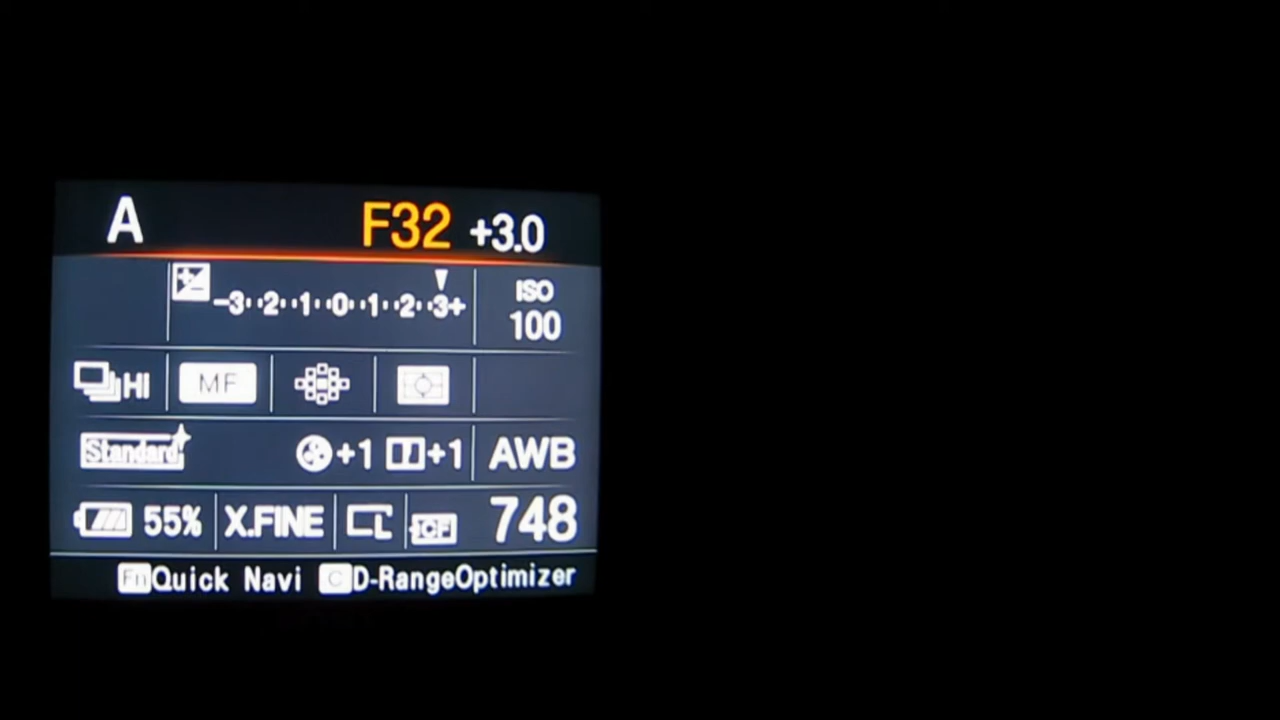 A F32 +3.0
-3··2··1··0··1··2··3+ ISO
100
HI MF
Standard +1 +1 AWB
55% X.FINE L CF 748
Fn Quick Navi C D-RangeOptimizer